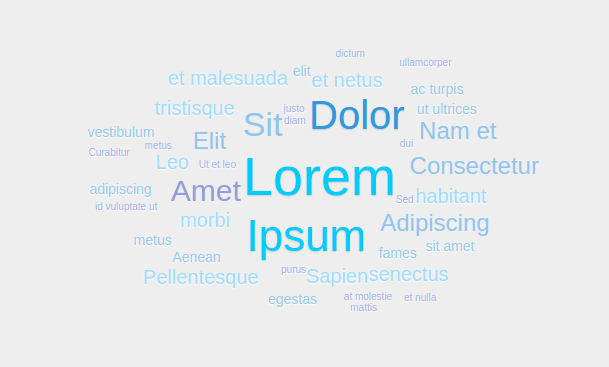 dictum
ullamcorper
elit
et malesuada
et netus
ac turpis
tristisque
justo
Dolor
ut ultrices
diam
Sit
vestibulum
Elit
Nam et
metus
dui
Curabitur
Leo
Ut et leo
Consectetur
Lorem
adipiscing
Amet
habitant
Sed
id vuluptate ut
morbi
Adipiscing
Ipsum
metus
sit amet
Aenean
fames
purus
Pellentesque
Sapien
senectus
egestas
at molestie
et nulla
mattis